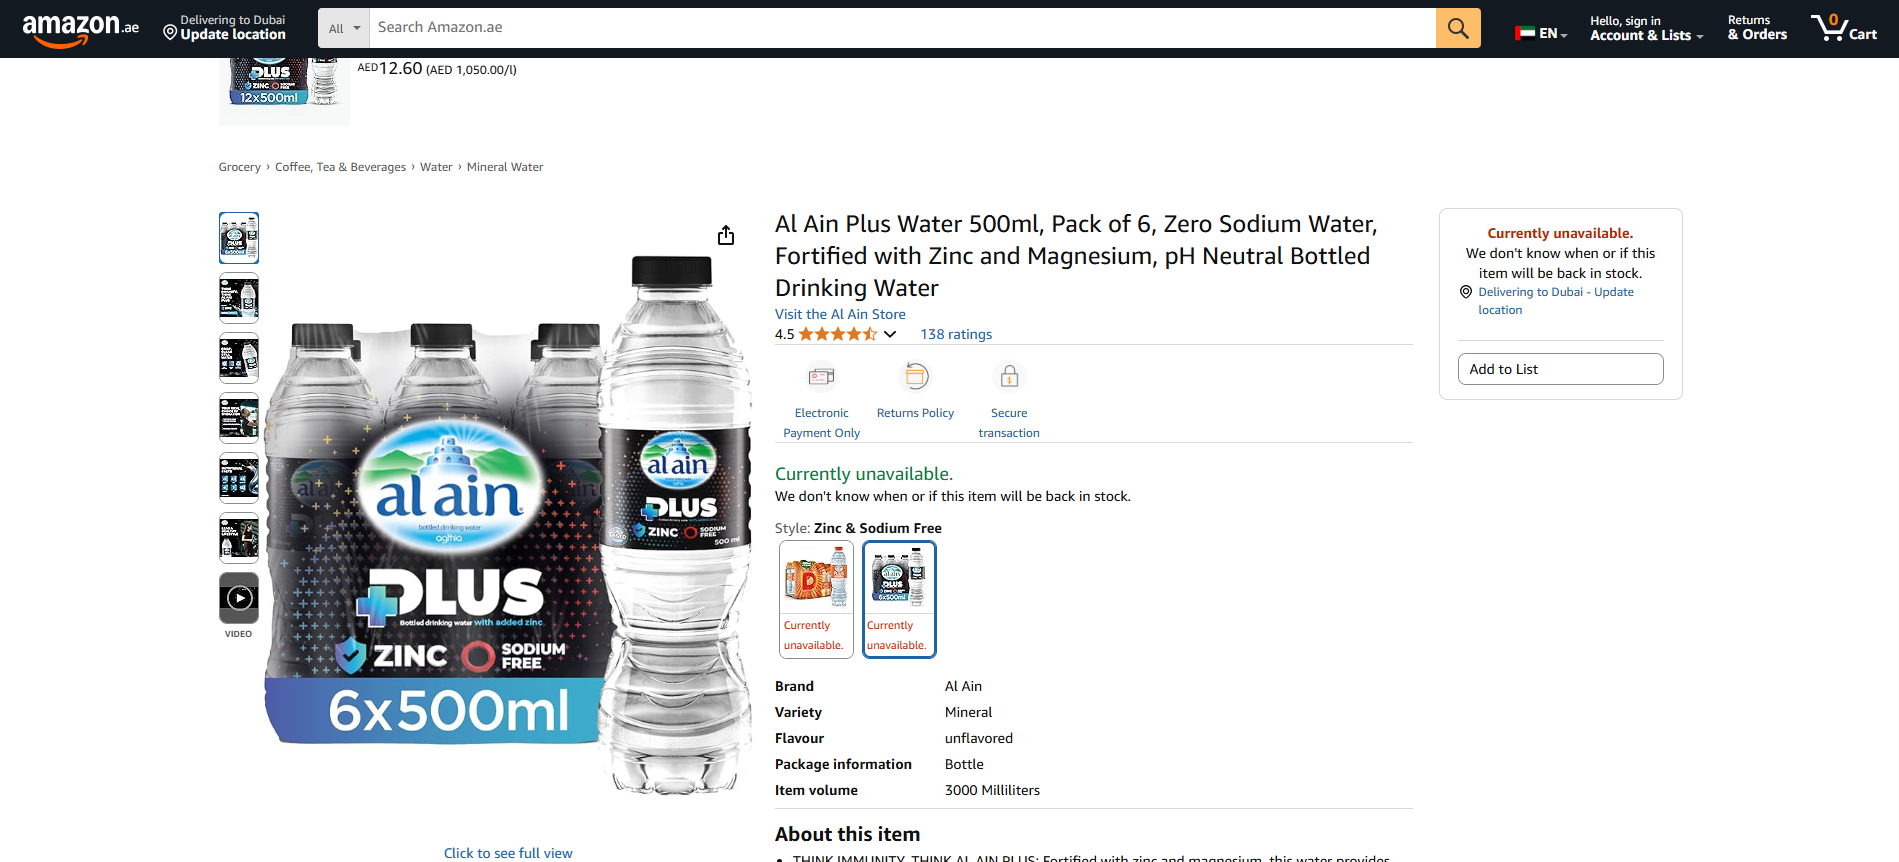 amazon.ae
Delivering to Dubai
Update location
All
Search Amazon.ae
EN
Hello, sign in
Account & Lists
Returns
& Orders
0
Cart
PLUS
ZINC
SODIUM
FREE
12x500ml
AED12.60 (AED 1,050.00/l)
Grocery › Coffee, Tea & Beverages › Water › Mineral Water
VIDEO
al ain
bottled drinking water
agthia
PLUS
Bottled drinking water with added zinc
ZINC
SODIUM
FREE
6x500ml
al ain
PLUS
ZINC
SODIUM
FREE
500 ml
Click to see full view
Al Ain Plus Water 500ml, Pack of 6, Zero Sodium Water,
Fortified with Zinc and Magnesium, pH Neutral Bottled
Drinking Water
Visit the Al Ain Store
4.5
138 ratings
Electronic
Payment Only
Returns Policy
Secure
transaction
Currently unavailable.
We don't know when or if this item will be back in stock.
Style: Zinc & Sodium Free
Currently
unavailable.
al ain
PLUS
6x500ml
Currently
unavailable.
Brand Al Ain
Variety Mineral
Flavour unflavored
Package information Bottle
Item volume 3000 Milliliters
About this item
THINK IMMUNITY, THINK AL AIN PLUS: Fortified with zinc and magnesium, this water provides
Currently unavailable.
We don't know when or if this
item will be back in stock.
Delivering to Dubai - Update
location
Add to List